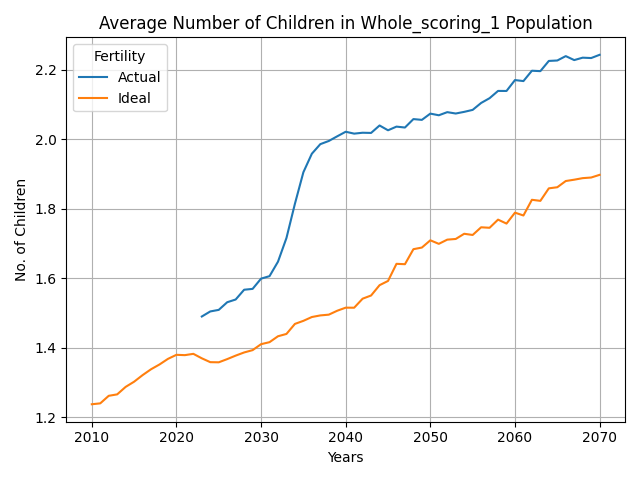 Average Number of Children in Whole_scoring_1 Population
Fertility
Actual
Ideal
No. of Children
2.2
2.0
1.8
1.6
1.4
1.2
2010 2020 2030 2040 2050 2060 2070
Years